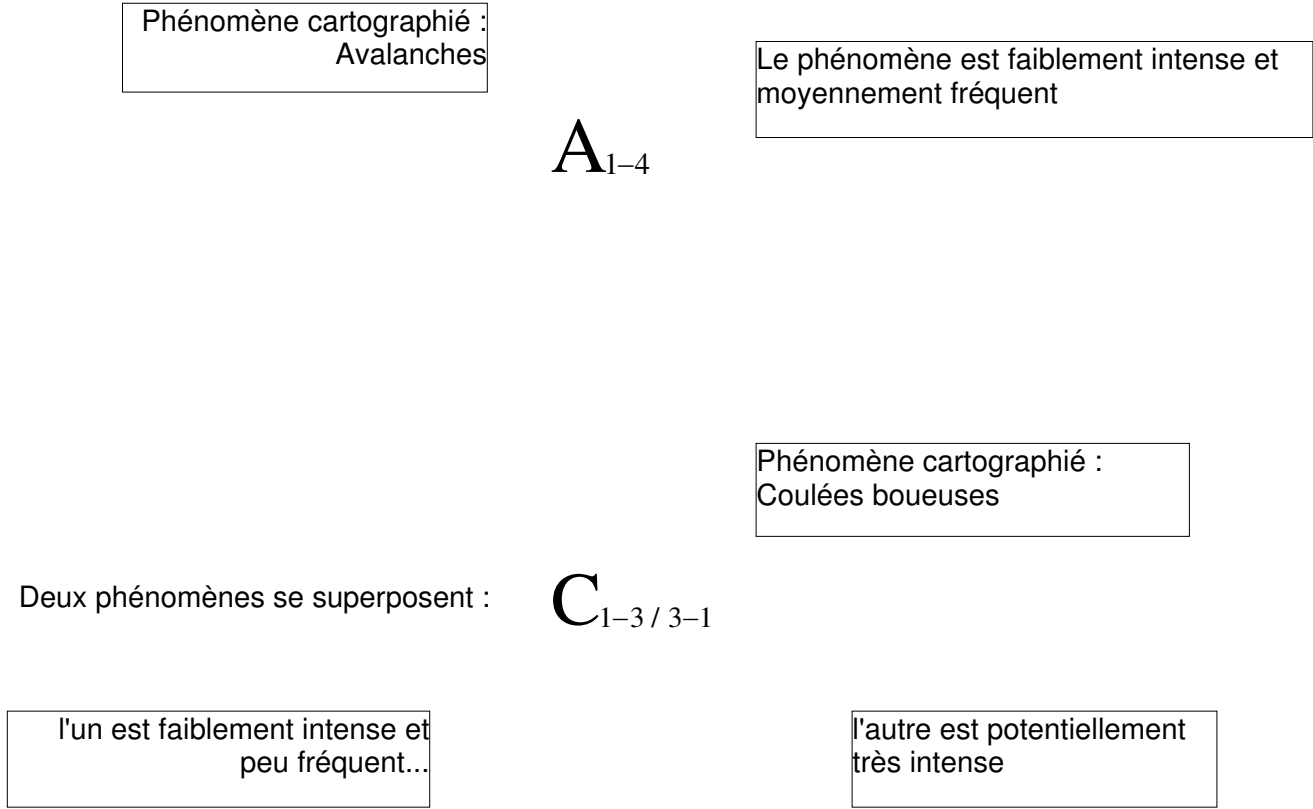 Phénomène cartographié :
Avalanches
Le phénomène est faiblement intense et
moyennement fréquent
A1–4
Phénomène cartographié :
Coulées boueuses
Deux phénomènes se superposent :
C1–3 / 3–1
l'un est faiblement intense et
peu fréquent...
l'autre est potentiellement
très intense